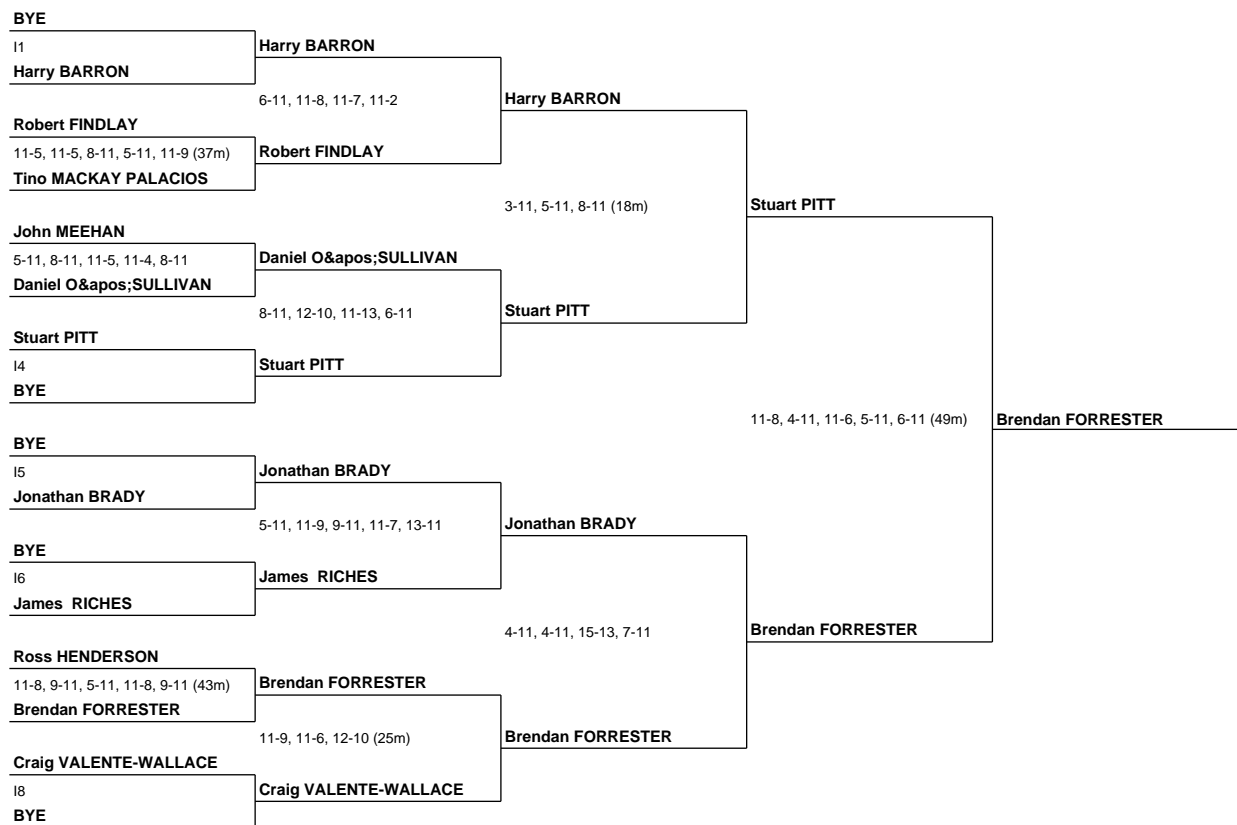 BYE
I1
Harry BARRON
Harry BARRON
6-11, 11-8, 11-7, 11-2
Harry BARRON
Robert FINDLAY
11-5, 11-5, 8-11, 5-11, 11-9 (37m)
Robert FINDLAY
Tino MACKAY PALACIOS
3-11, 5-11, 8-11 (18m)
Stuart PITT
John MEEHAN
5-11, 8-11, 11-5, 11-4, 8-11
Daniel O&apos;SULLIVAN
Daniel O&apos;SULLIVAN
8-11, 12-10, 11-13, 6-11
Stuart PITT
Stuart PITT
I4
Stuart PITT
BYE
11-8, 4-11, 11-6, 5-11, 6-11 (49m)
Brendan FORRESTER
BYE
I5
Jonathan BRADY
Jonathan BRADY
5-11, 11-9, 9-11, 11-7, 13-11
Jonathan BRADY
BYE
I6
James  RICHES
James  RICHES
4-11, 4-11, 15-13, 7-11
Brendan FORRESTER
Ross HENDERSON
11-8, 9-11, 5-11, 11-8, 9-11 (43m)
Brendan FORRESTER
Brendan FORRESTER
11-9, 11-6, 12-10 (25m)
Brendan FORRESTER
Craig VALENTE-WALLACE
I8
Craig VALENTE-WALLACE
BYE